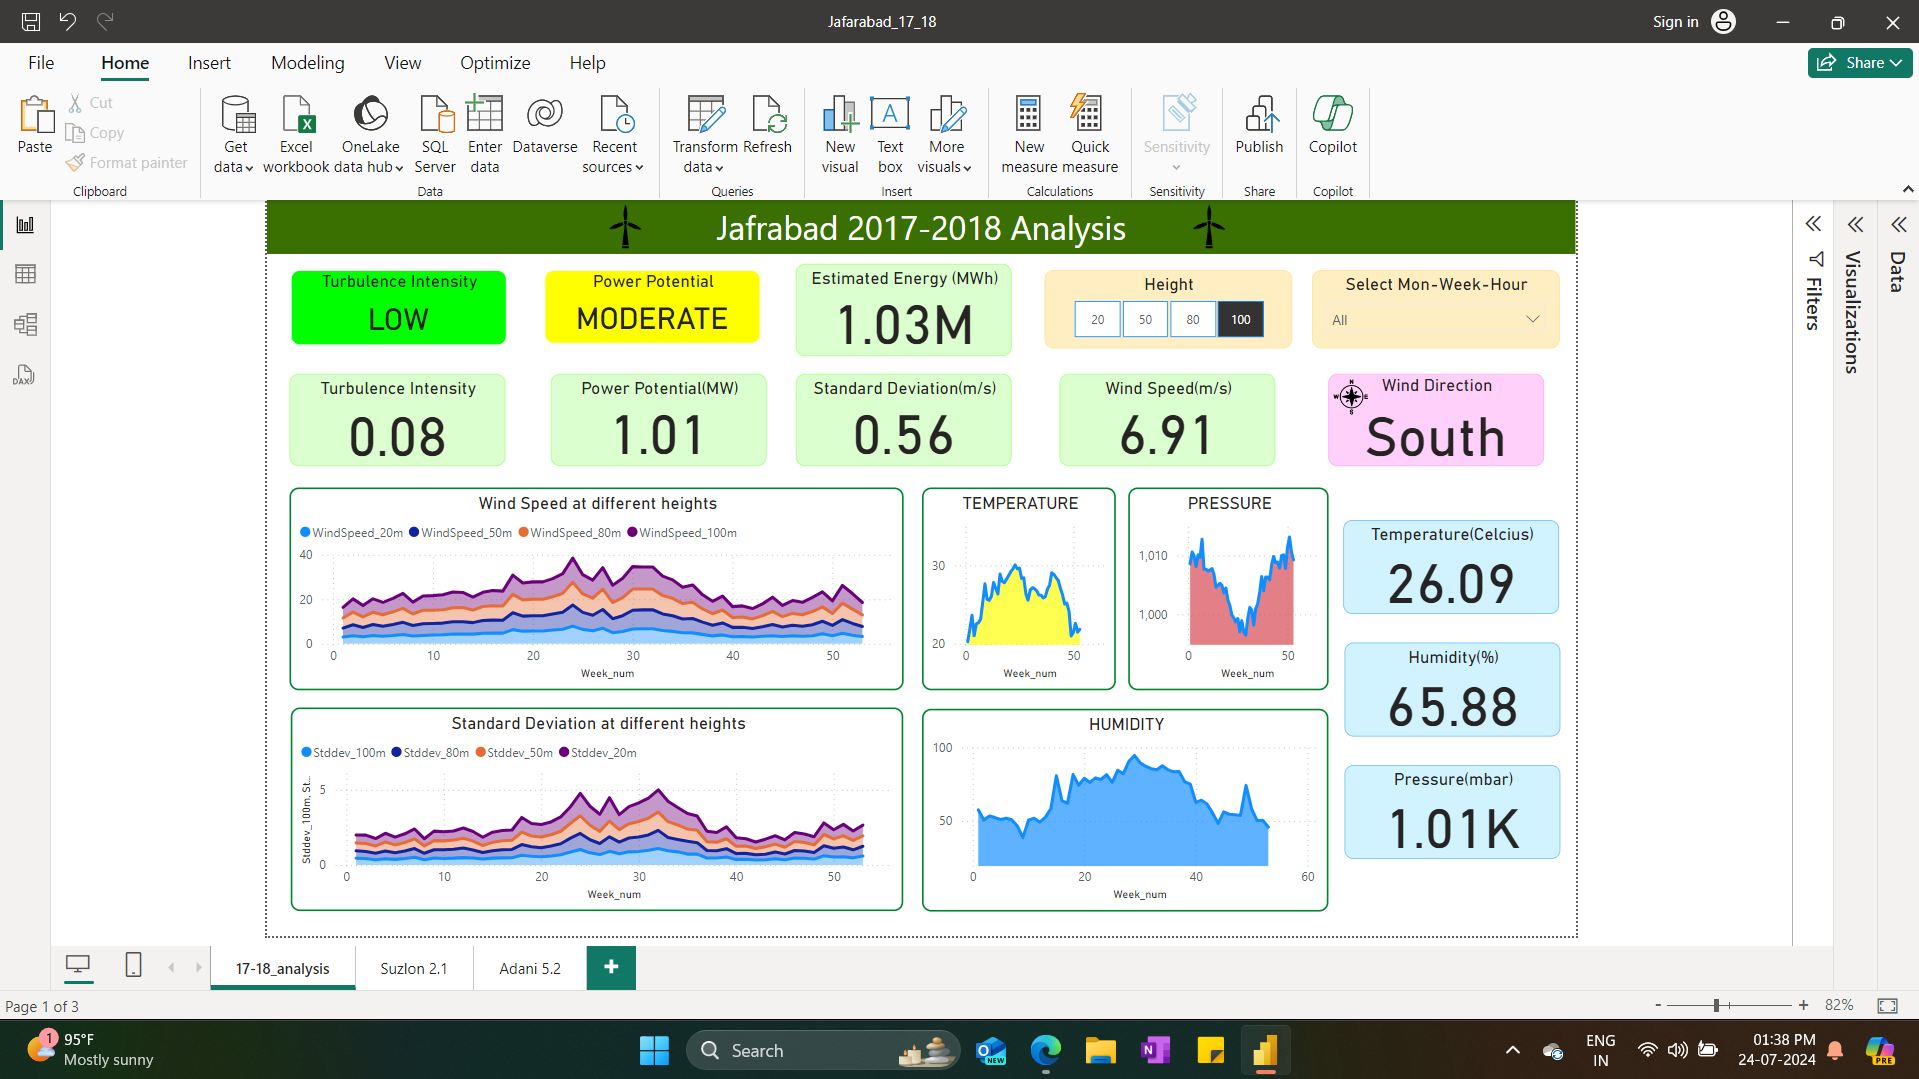 Jafarabad_17_18
Sign in
File Home Insert Modeling View Optimize Help
Share
Paste
Cut
Copy
Format painter
Clipboard
Get data
Excel workbook
OneLake data hub
SQL Server
Enter data
Dataverse
Recent sources
Data
Transform data
Refresh
Queries
New visual
Text box
More visuals
Insert
New measure
Quick measure
Calculations
Sensitivity
Sensitivity
Publish
Share
Copilot
Copilot
DAX
Jafrabad 2017-2018 Analysis
Turbulence Intensity
LOW
Power Potential
MODERATE
Estimated Energy (MWh)
1.03M
Height
20 50 80 100
Select Mon-Week-Hour
All
Turbulence Intensity
0.08
Power Potential(MW)
1.01
Standard Deviation(m/s)
0.56
Wind Speed(m/s)
6.91
N
W E
S
Wind Direction
South
Wind Speed at different heights
WindSpeed_20m WindSpeed_50m WindSpeed_80m WindSpeed_100m
40
20
0
0 10 20 30 40 50
Week_num
TEMPERATURE
30
20
0 50
Week_num
PRESSURE
1,010
1,000
0 50
Week_num
Temperature(Celcius)
26.09
Humidity(%)
65.88
Pressure(mbar)
1.01K
Standard Deviation at different heights
Stddev_100m Stddev_80m Stddev_50m Stddev_20m
Stddev_100m, St...
5
0
0 10 20 30 40 50
Week_num
HUMIDITY
100
50
0 20 40 60
Week_num
Filters
Visualizations
Data
17-18_analysis Suzlon 2.1 Adani 5.2 +
Page 1 of 3
- + 82%
1
95°F
Mostly sunny
Search
NEW
ENG
IN
01:38 PM
24-07-2024
PRE